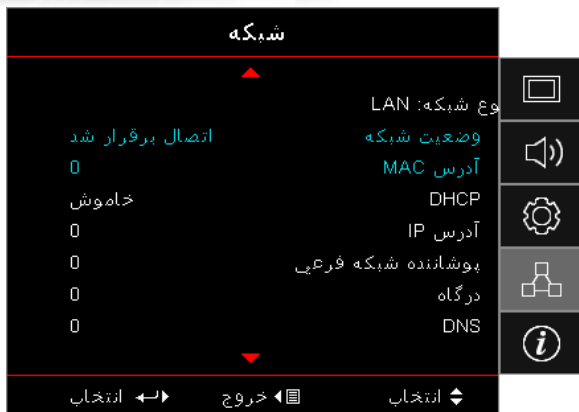 شبکه
وع شبکه: LAN
وضعیت شبکه اتصال برقرار شد
آدرس MAC 0
DHCP خاموش
آدرس IP 0
پوشاننده شبکه فرعي 0
درگاه 0
DNS 0
انتخاب خروج انتخاب